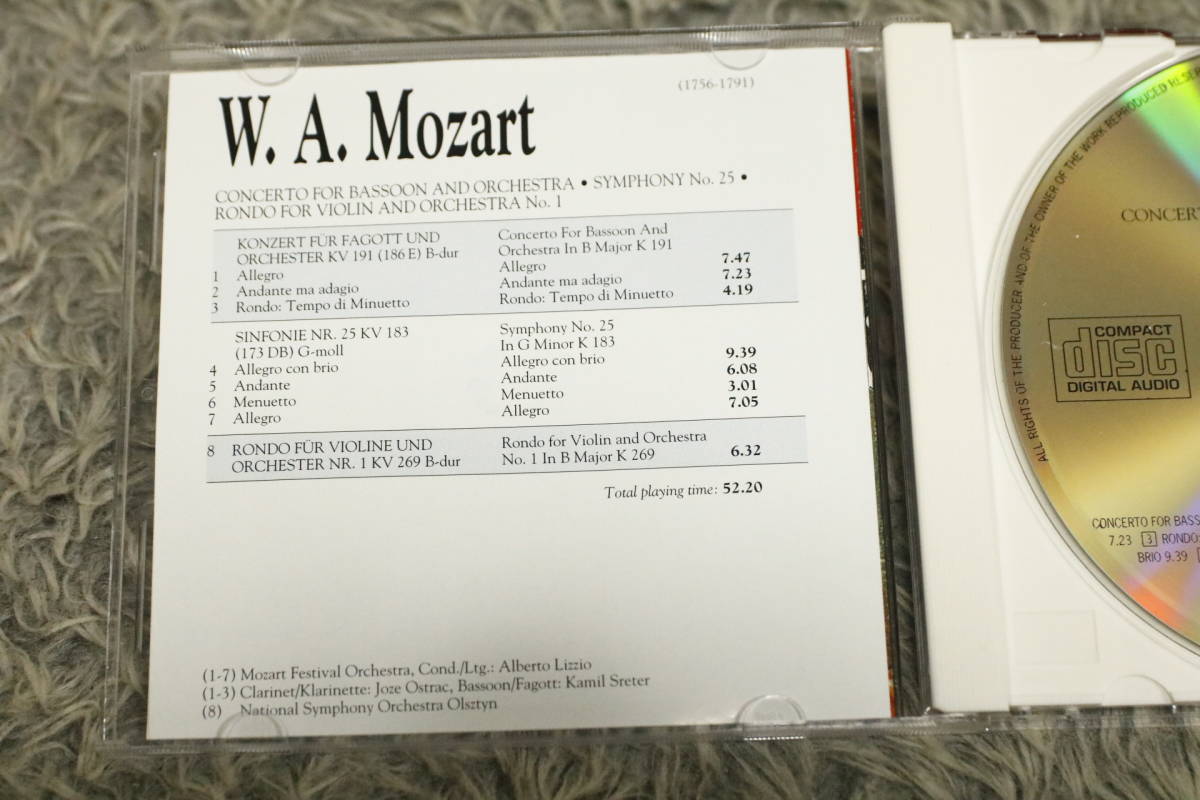 (1756-1791)
W. A. Mozart
CONCERTO FOR BASSOON AND ORCHESTRA • SYMPHONY No. 25 •
RONDO FOR VIOLIN AND ORCHESTRA No. 1
KONZERT FÜR FAGOTT UND
ORCHESTER KV 191 (186 E) B-dur
1 Allegro
2 Andante ma adagio
3 Rondo: Tempo di Minuetto
Concerto For Bassoon And
Orchestra In B Major K 191
Allegro 7.47
Andante ma adagio 7.23
Rondo: Tempo di Minuetto 4.19
SINFONIE NR. 25 KV 183
(173 DB) G-moll
4 Allegro con brio
5 Andante
6 Menuetto
7 Allegro
Symphony No. 25
In G Minor K 183
Allegro con brio 9.39
Andante 6.08
Menuetto 3.01
Allegro 7.05
8 RONDO FÜR VIOLINE UND
ORCHESTER NR. 1 KV 269 B-dur
Rondo for Violin and Orchestra
No. 1 In B Major K 269 6.32
Total playing time: 52.20
(1-7) Mozart Festival Orchestra, Cond./Ltg.: Alberto Lizzio
(1-3) Clarinet/Klarinette: Joze Ostrac, Bassoon/Fagott: Kamil Sreter
(8) National Symphony Orchestra Olsztyn
ALL RIGHTS OF THE PRODUCER AND OF THE OWNER OF THE WORK REPRODUCED RESER
CONCER
COMPACT
disc
DIGITAL AUDIO
CONCERTO FOR BASS
7.23 3 RONDO:
BRIO 9.39